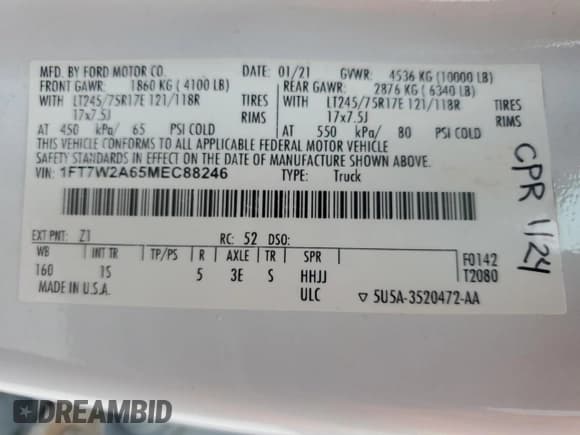 MFD. BY FORD MOTOR CO.
DATE: 01/21
GVWR: 4536 KG (10000 LB)
FRONT GAWR: 1860 KG ( 4100 LB)
REAR GAWR: 2876 KG ( 6340 LB)
WITH LT245/75R17E 121/118R TIRES
WITH LT245/75R17E 121/118R TIRES
17x7.5J RIMS
17x7.5J RIMS
AT 450 kPa/ 65 PSI COLD
AT 550 kPa/ 80 PSI COLD
THIS VEHICLE CONFORMS TO ALL APPLICABLE FEDERAL MOTOR VEHICLE
SAFETY STANDARDS IN EFFECT ON THE DATE OF MANUFACTURE SHOWN ABOVE.
VIN: 1FT7W2A65MEC88246
TYPE: Truck
EXT PNT: Z1 RC: 52 DSO:
WB INT TR TP/PS R AXLE TR SPR
F0142
160 1S 5 3E S HHJJ
T2080
MADE IN U.S.A.
ULC
▽ 5U5A-3520472-AA
CPR 1/24
DREAMBID